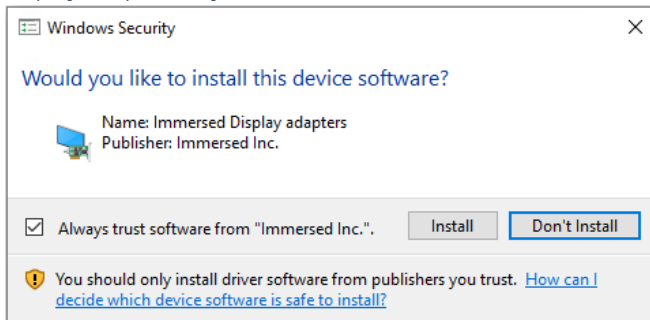 Windows Security
Would you like to install this device software?
Name: Immersed Display adapters
Publisher: Immersed Inc.
Always trust software from "Immersed Inc.".
Install
Don't Install
You should only install driver software from publishers you trust. How can I
decide which device software is safe to install?